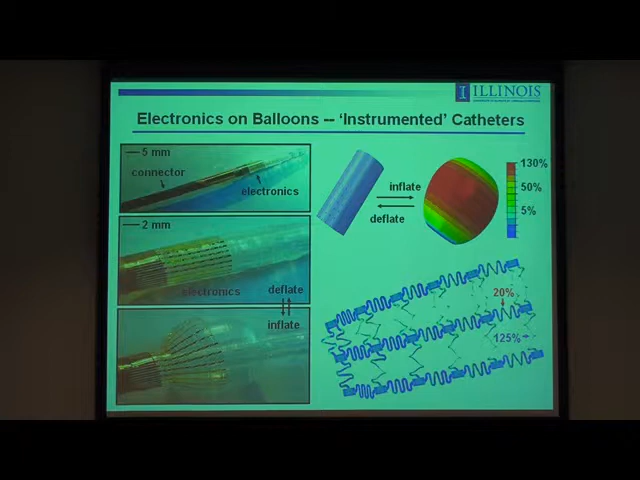 ILLINOIS
Electronics on Balloons -- 'Instrumented' Catheters
5 mm
connector
electronics
2 mm
electronics
deflate
inflate
inflate
deflate
130%
50%
5%
20%
125%